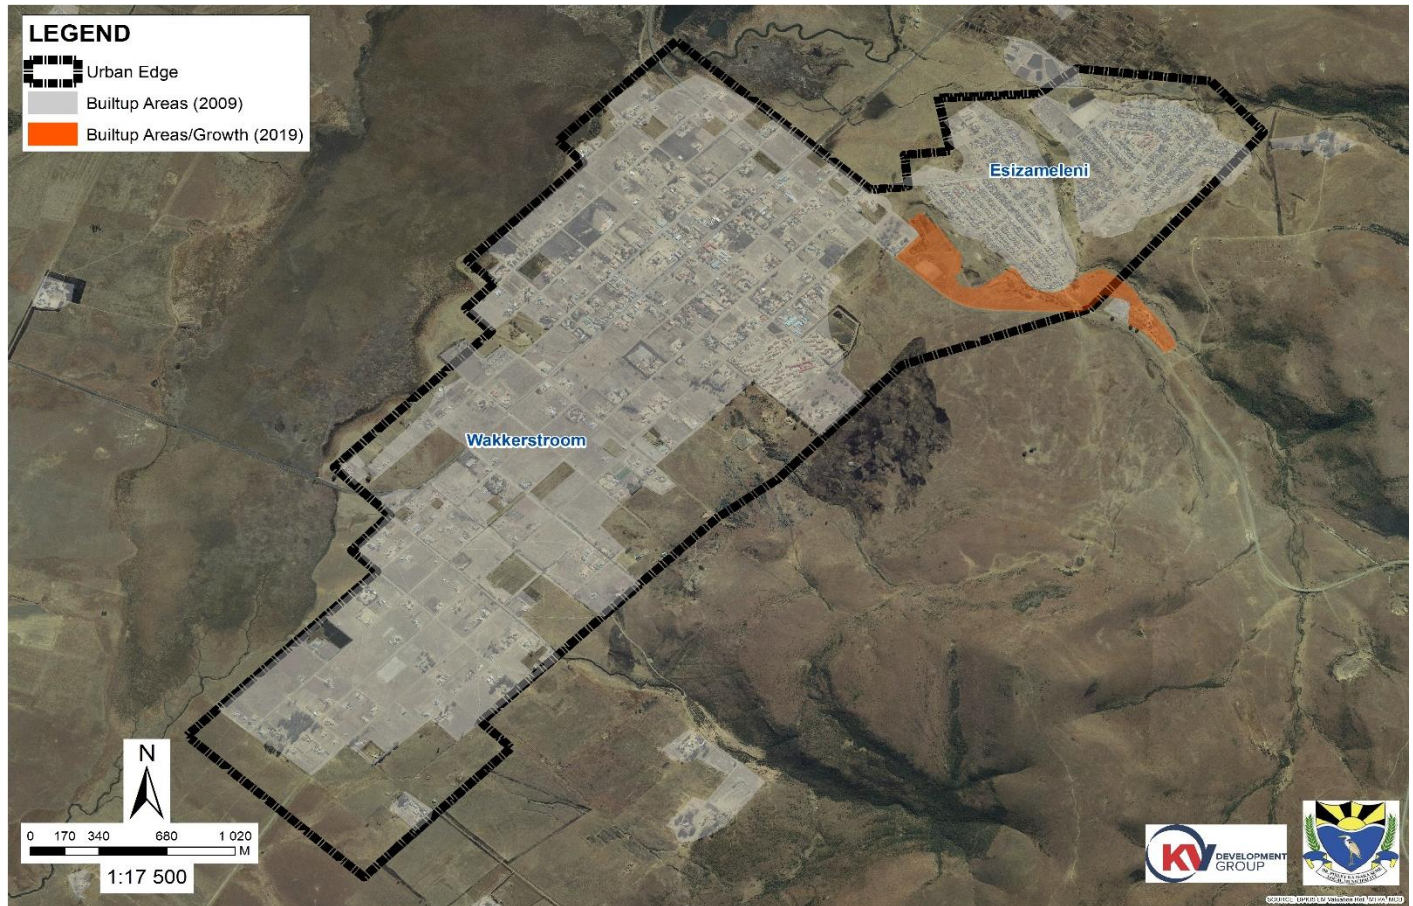 LEGEND
Urban Edge
Builtup Areas (2009)
Builtup Areas/Growth (2019)
Esizameleni
Wakkerstroom
N
0 170 340 680 1 020
M
1:17 500
KV DEVELOPMENT
GROUP